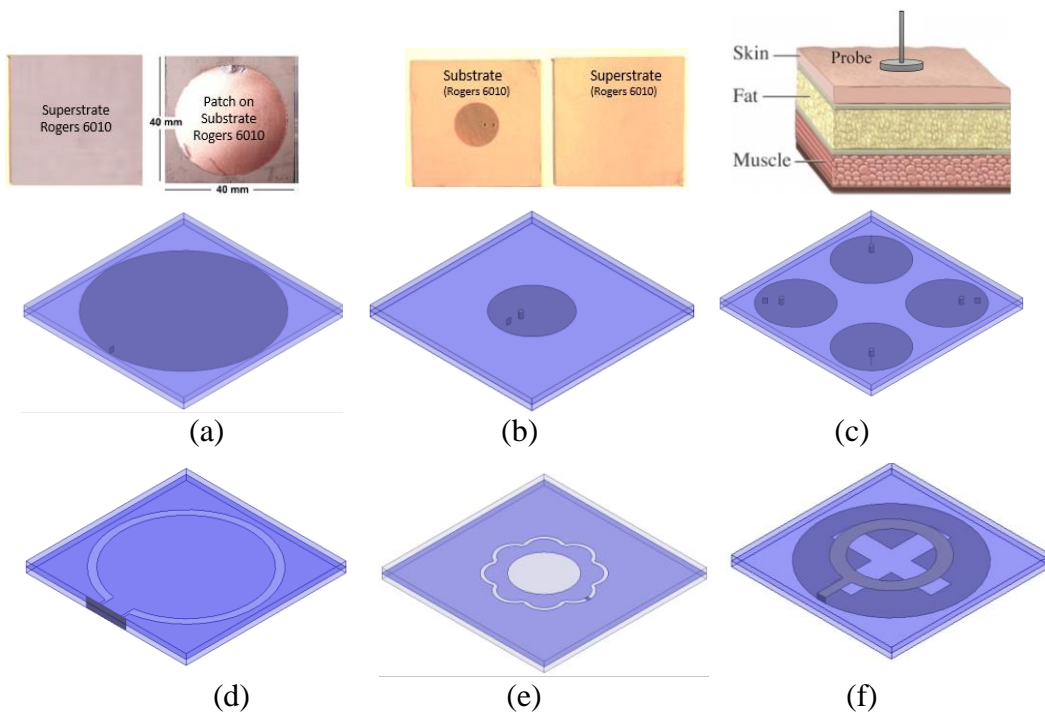 Superstrate
Rogers 6010
40 mm
Patch on
Substrate
Rogers 6010
40 mm
Substrate
(Rogers 6010)
Superstrate
(Rogers 6010)
Skin
Probe
Fat
Muscle
(a)
(b)
(c)
(d)
(e)
(f)